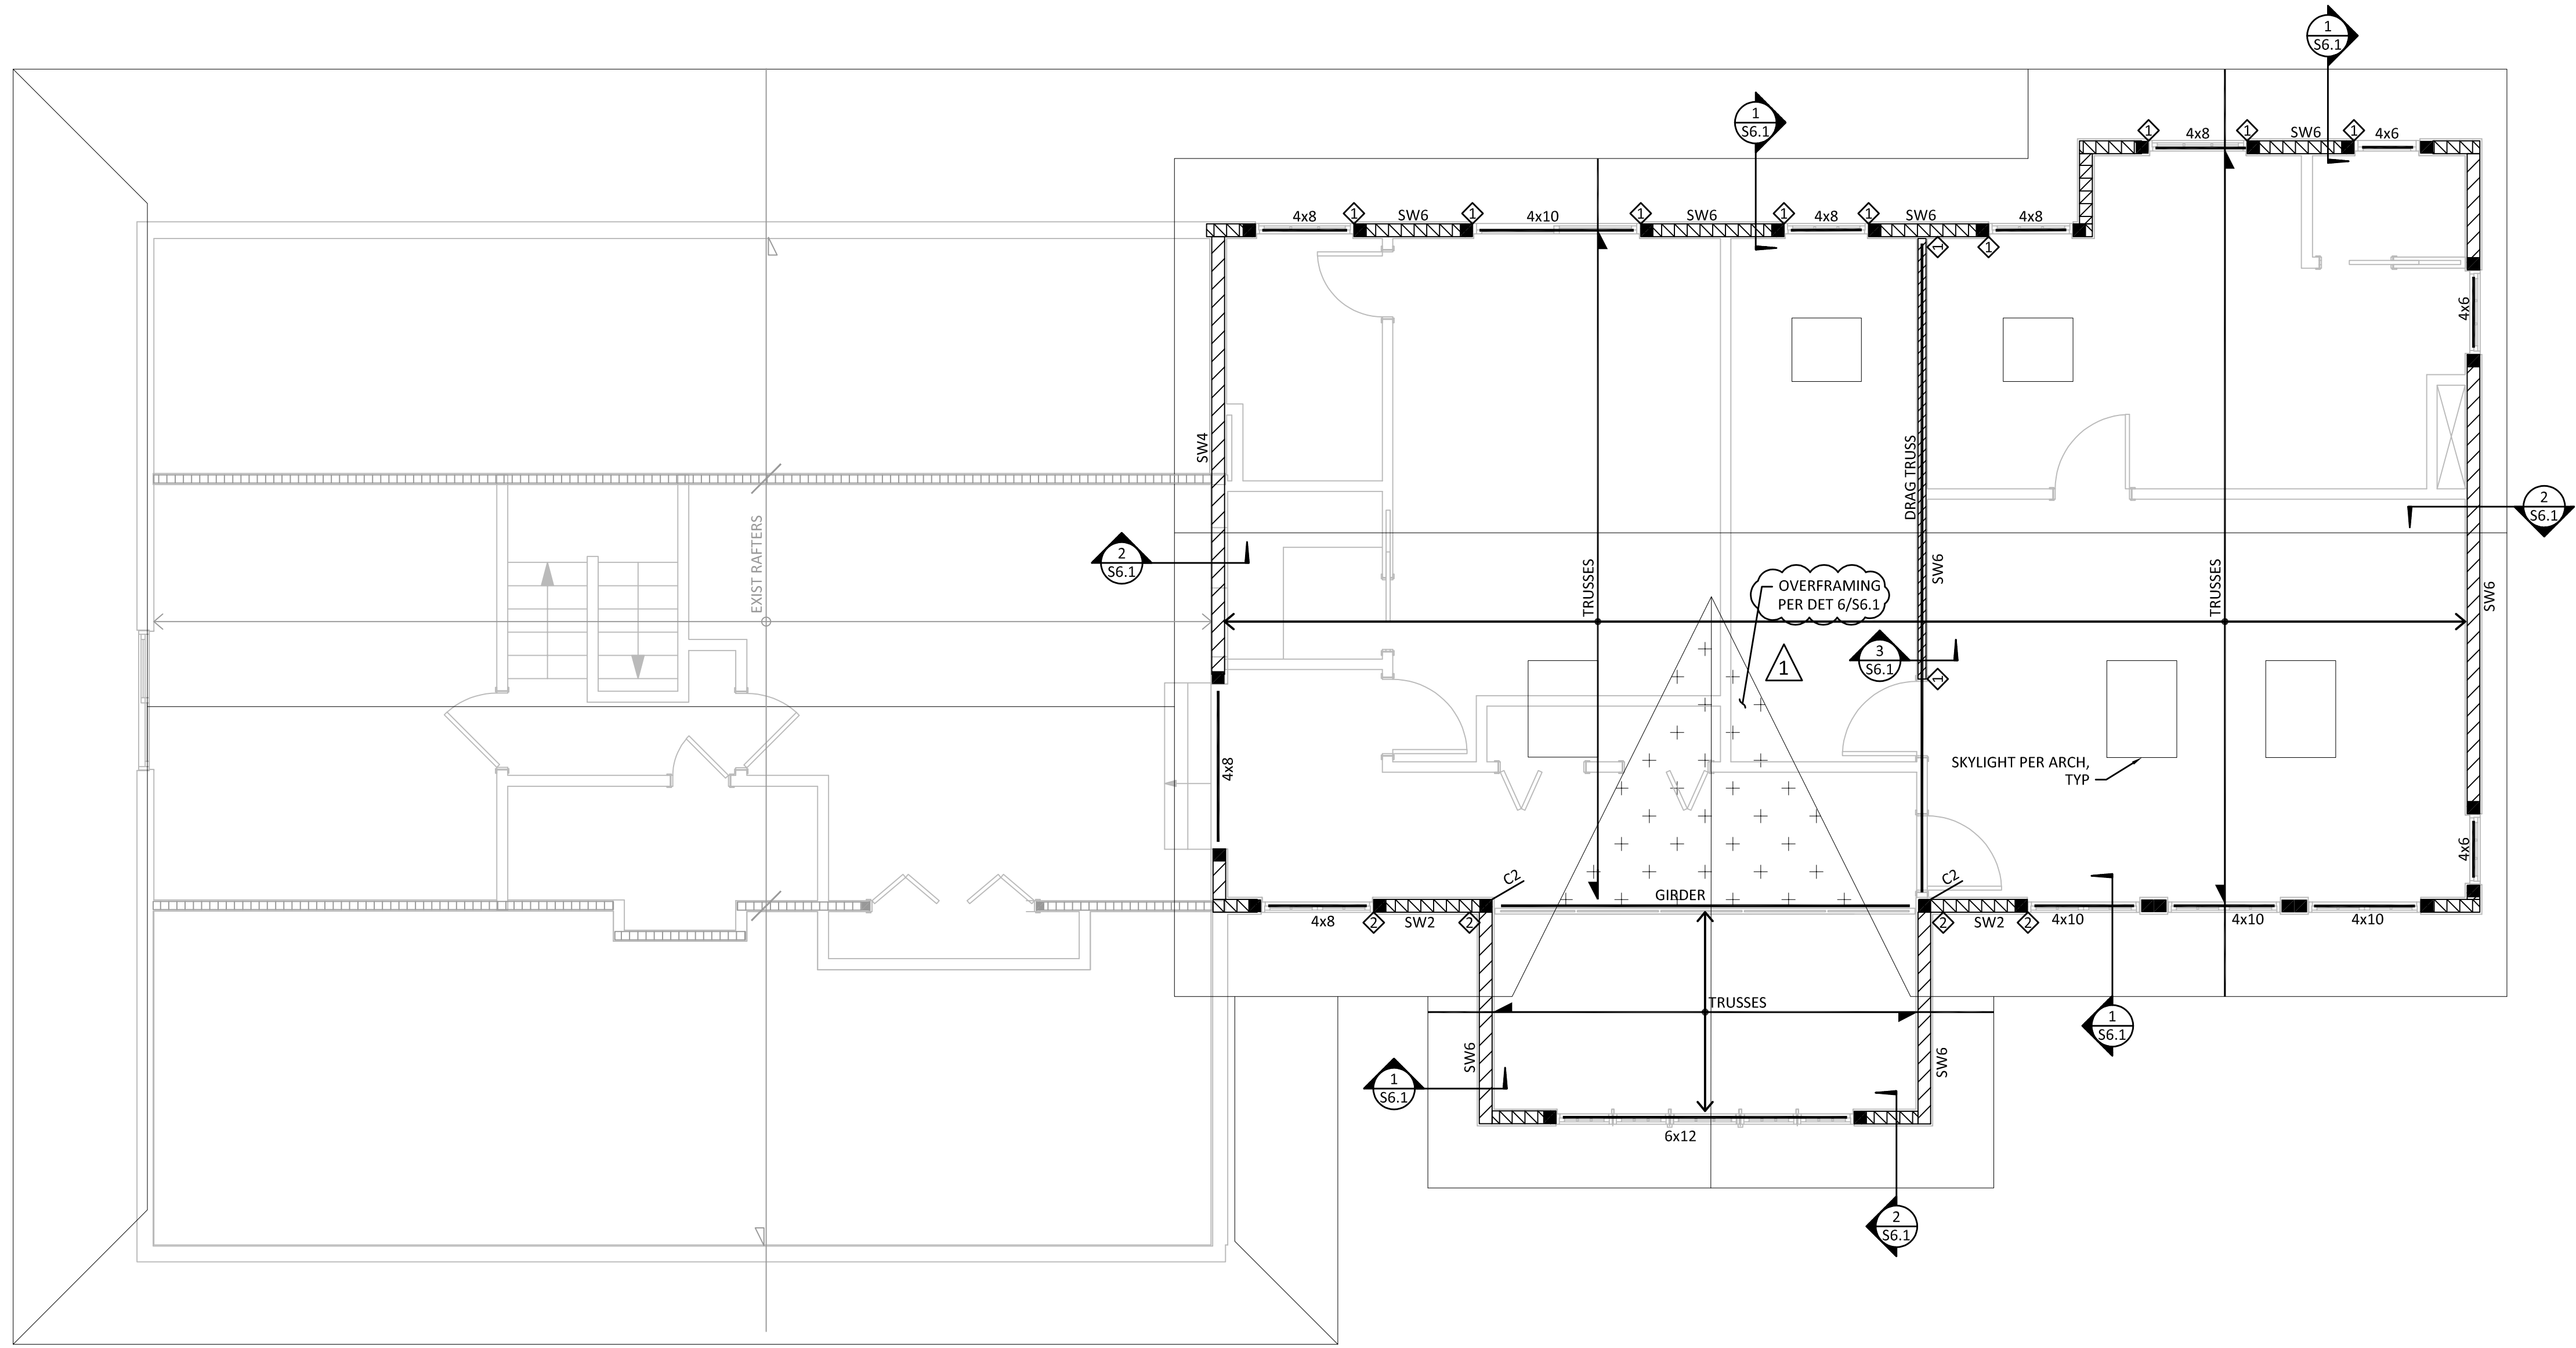 1
S6.1
1
S6.1
1
4x8
1
SW6
1
4x6
4x8
1
SW6
1
4x10
1
SW6
1
4x8
1
SW6
4x8
1
1
4x6
SW4
DRAG TRUSS
2
S6.1
EXIST RAFTERS
2
S6.1
TRUSSES
OVERFRAMING
PER DET 6/S6.1
SW6
TRUSSES
SW6
1
3
S6.1
1
4x8
SKYLIGHT PER ARCH,
TYP
4x6
C2
GIRDER
C2
4x8
2
SW2
2
2
SW2
2
4x10
4x10
4x10
TRUSSES
1
S6.1
SW6
SW6
1
S6.1
6x12
2
S6.1